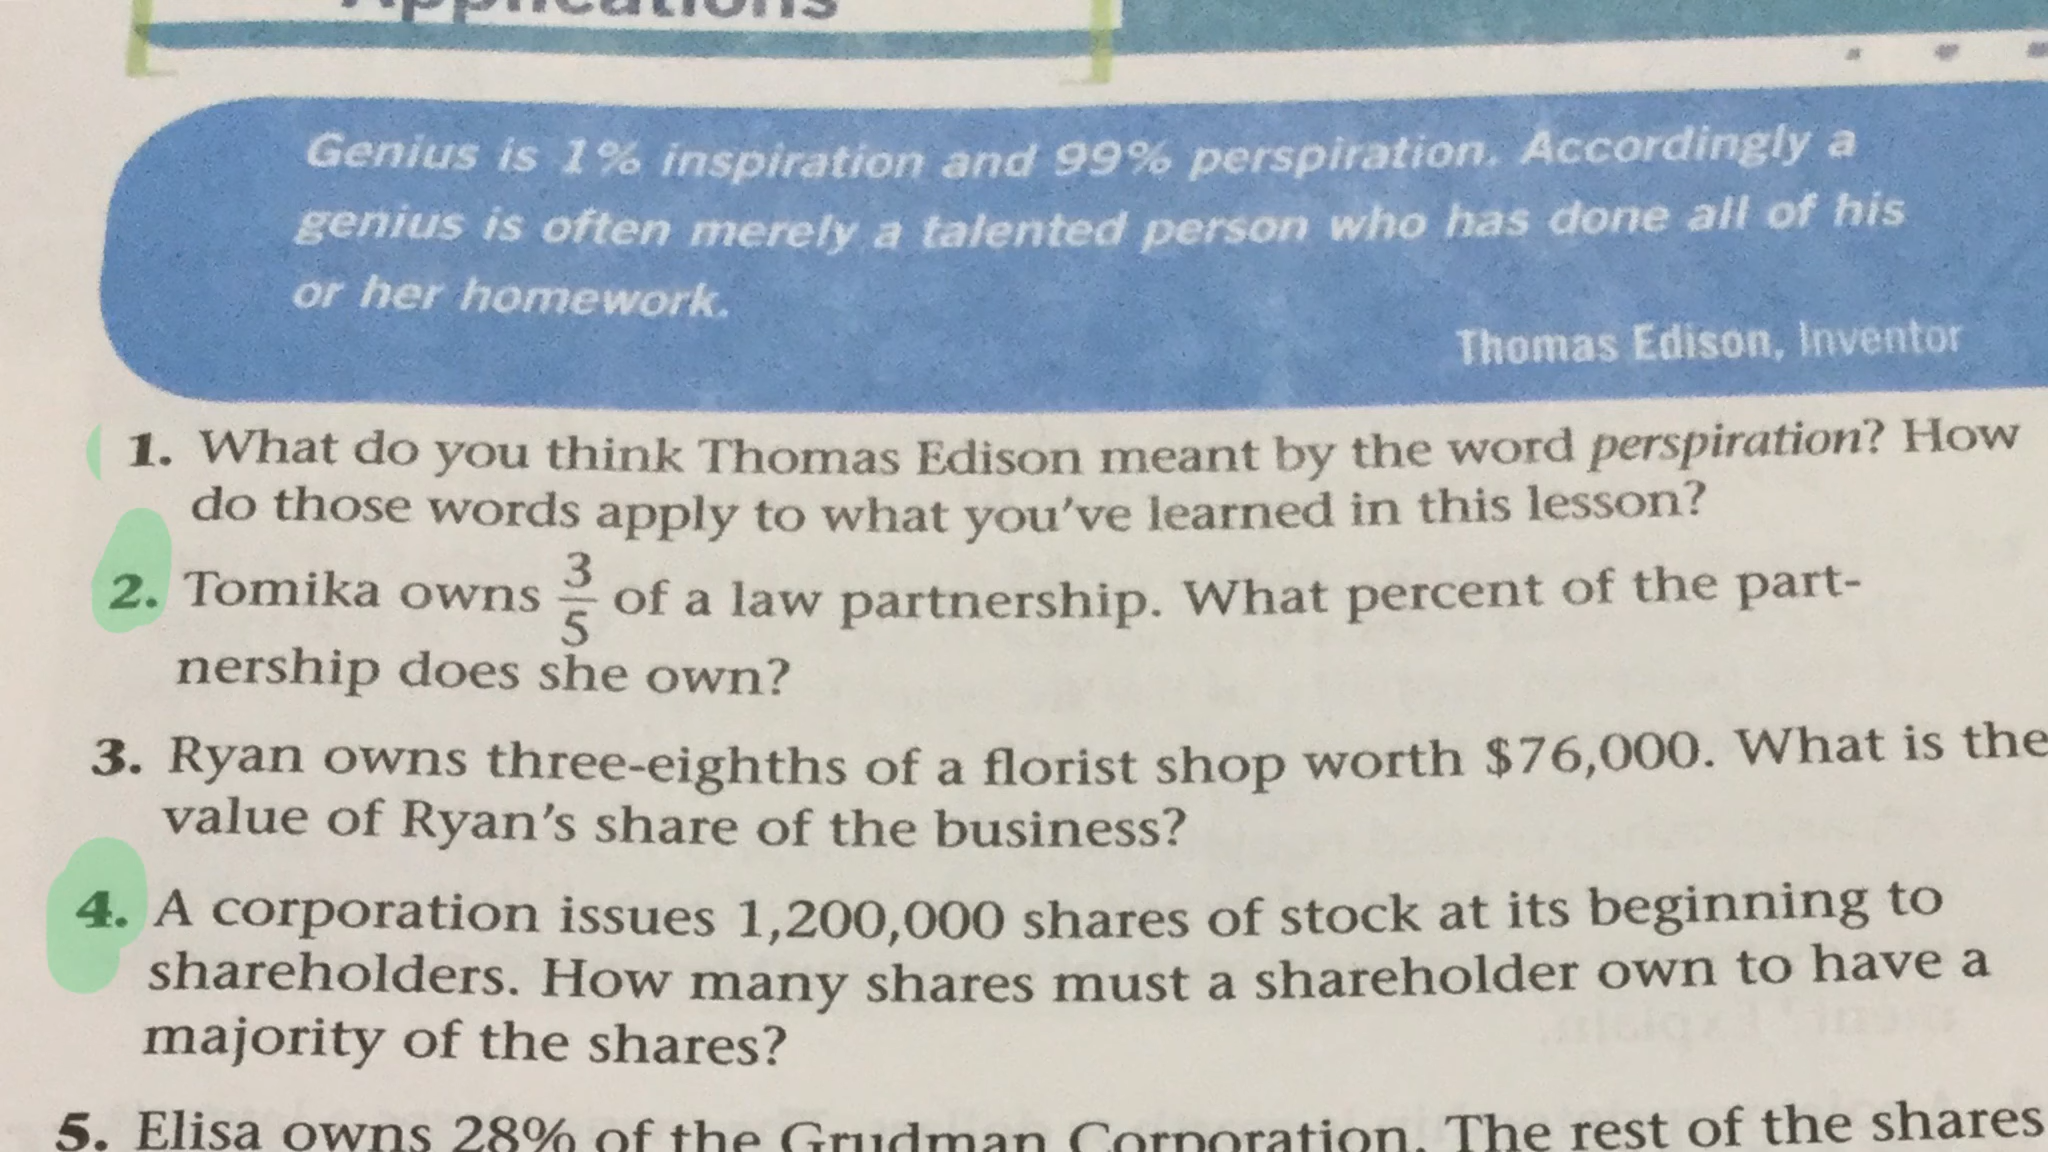 Applications
Genius is 1% inspiration and 99% perspiration. Accordingly a
genius is often merely a talented person who has done all of his
or her homework.
Thomas Edison, Inventor
1. What do you think Thomas Edison meant by the word perspiration? How
do those words apply to what you've learned in this lesson?
2. Tomika owns 3/5 of a law partnership. What percent of the part-
nership does she own?
3. Ryan owns three-eighths of a florist shop worth $76,000. What is the
value of Ryan's share of the business?
4. A corporation issues 1,200,000 shares of stock at its beginning to
shareholders. How many shares must a shareholder own to have a
majority of the shares?
5. Elisa owns 28% of the Grudman Corporation. The rest of the shares